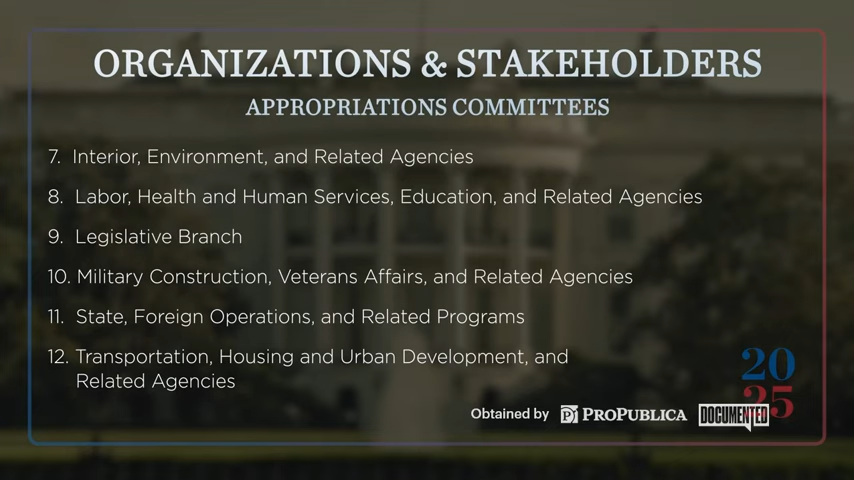 ORGANIZATIONS & STAKEHOLDERS
APPROPRIATIONS COMMITTEES
7. Interior, Environment, and Related Agencies
8. Labor, Health and Human Services, Education, and Related Agencies
9. Legislative Branch
10. Military Construction, Veterans Affairs, and Related Agencies
11. State, Foreign Operations, and Related Programs
12. Transportation, Housing and Urban Development, and
Related Agencies
20
25
Obtained by PROPUBLICA DOCUMENTED